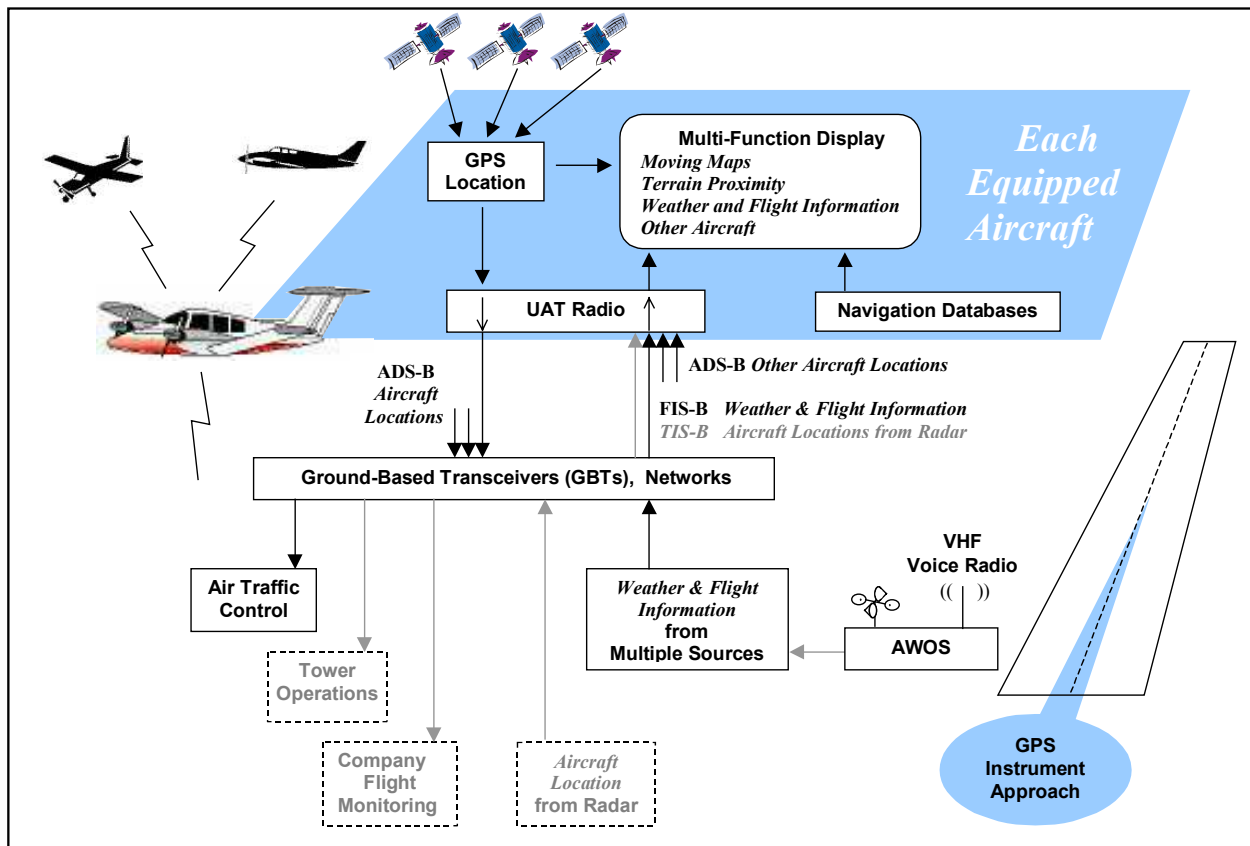 Each
Equipped
Aircraft
GPS
Location
Multi-Function Display
Moving Maps
Terrain Proximity
Weather and Flight Information
Other Aircraft
UAT Radio
Navigation Databases
ADS-B
Aircraft
Locations
ADS-B Other Aircraft Locations
FIS-B Weather & Flight Information
TIS-B Aircraft Locations from Radar
Ground-Based Transceivers (GBTs), Networks
Air Traffic
Control
Tower
Operations
Company
Flight
Monitoring
Aircraft
Location
from Radar
Weather & Flight
Information
from
Multiple Sources
VHF
Voice Radio
(( ))
AWOS
GPS
Instrument
Approach